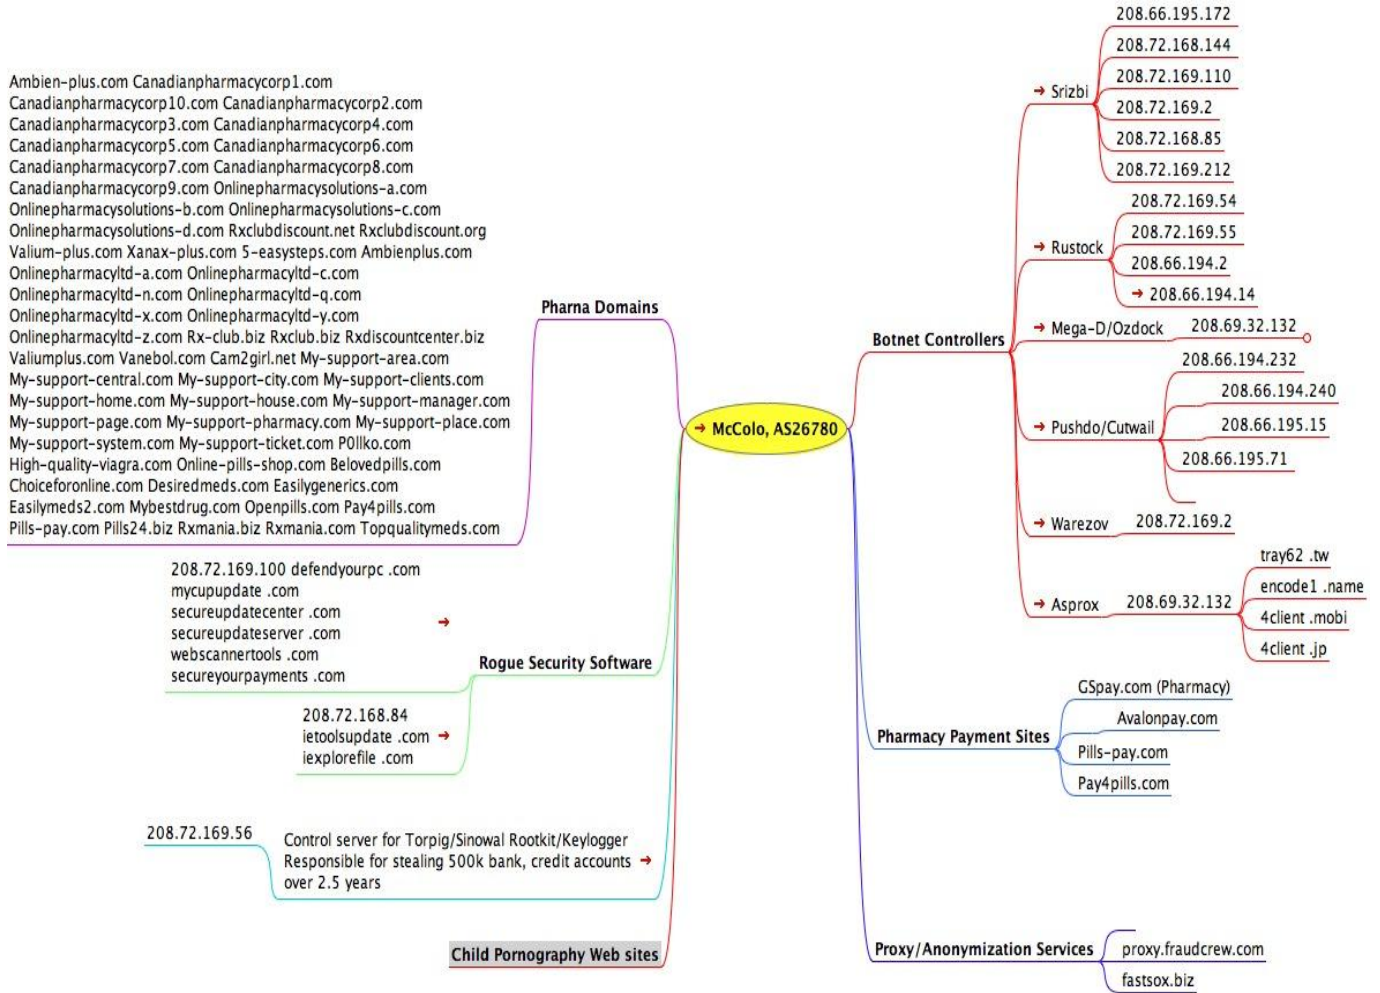 Ambien-plus.com Canadianpharmacycorp1.com
Canadianpharmacycorp10.com Canadianpharmacycorp2.com
Canadianpharmacycorp3.com Canadianpharmacycorp4.com
Canadianpharmacycorp5.com Canadianpharmacycorp6.com
Canadianpharmacycorp7.com Canadianpharmacycorp8.com
Canadianpharmacycorp9.com Onlinepharmacysolutions-a.com
Onlinepharmacysolutions-b.com Onlinepharmacysolutions-c.com
Onlinepharmacysolutions-d.com Rxclubdiscount.net Rxclubdiscount.org
Valium-plus.com Xanax-plus.com 5-easysteps.com Ambienplus.com
Onlinepharmacyltd-a.com Onlinepharmacyltd-c.com
Onlinepharmacyltd-n.com Onlinepharmacyltd-q.com
Onlinepharmacyltd-x.com Onlinepharmacyltd-y.com
Onlinepharmacyltd-z.com Rx-club.biz Rxclub.biz Rxdiscountcenter.biz
Valiumplus.com Vanebol.com Cam2girl.net My-support-area.com
My-support-central.com My-support-city.com My-support-clients.com
My-support-home.com My-support-house.com My-support-manager.com
My-support-page.com My-support-pharmacy.com My-support-place.com
My-support-system.com My-support-ticket.com P0llko.com
High-quality-viagra.com Online-pills-shop.com Belovedpills.com
Choiceforonline.com Desiredmeds.com Easilygenerics.com
Easilymeds2.com Mybestdrug.com Openpills.com Pay4pills.com
Pills-pay.com Pills24.biz Rxmania.biz Rxmania.com Topqualitymeds.com
Pharna Domains
208.72.169.100 defendyourpc .com
mycupupdate .com
secureupdatecenter .com
secureupdateserver .com
webscannertools .com
secureyourpayments .com
Rogue Security Software
208.72.168.84
ietoolsupdate .com
iexplorefile .com
208.72.169.56
Control server for Torpig/Sinowal Rootkit/Keylogger
Responsible for stealing 500k bank, credit accounts
over 2.5 years
Child Pornography Web sites
McColo, AS26780
Botnet Controllers
Srizbi
208.66.195.172
208.72.168.144
208.72.169.110
208.72.169.2
208.72.168.85
208.72.169.212
Rustock
208.72.169.54
208.72.169.55
208.66.194.2
208.66.194.14
Mega-D/Ozdock
208.69.32.132
Pushdo/Cutwail
208.66.194.232
208.66.194.240
208.66.195.15
208.66.195.71
Warezov
208.72.169.2
Asprox
208.69.32.132
tray62 .tw
encode1 .name
4client .mobi
4client .jp
Pharmacy Payment Sites
GSpay.com (Pharmacy)
Avalonpay.com
Pills-pay.com
Pay4pills.com
Proxy/Anonymization Services
proxy.fraudcrew.com
fastsox.biz